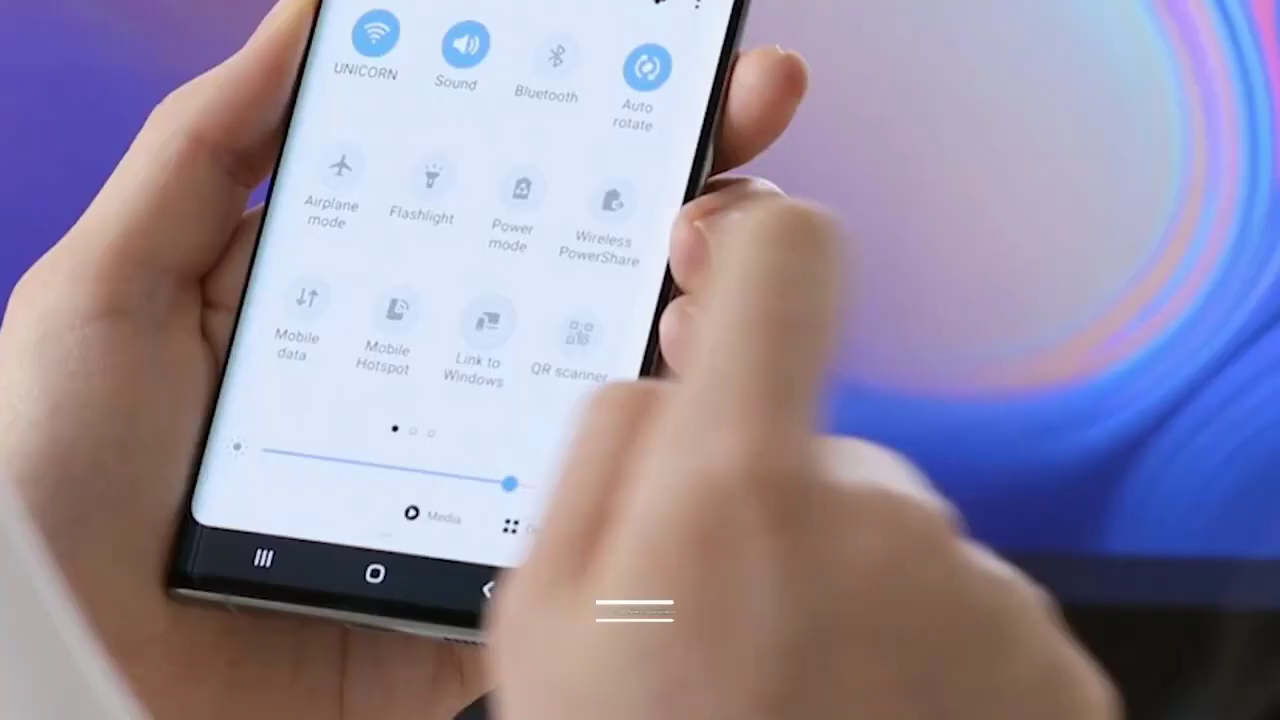 UNICORN
Sound
Bluetooth
Auto
rotate
Airplane
mode
Flashlight
Power
mode
Wireless
PowerShare
Mobile
data
Mobile
Hotspot
Link to
Windows
QR scanner
Media